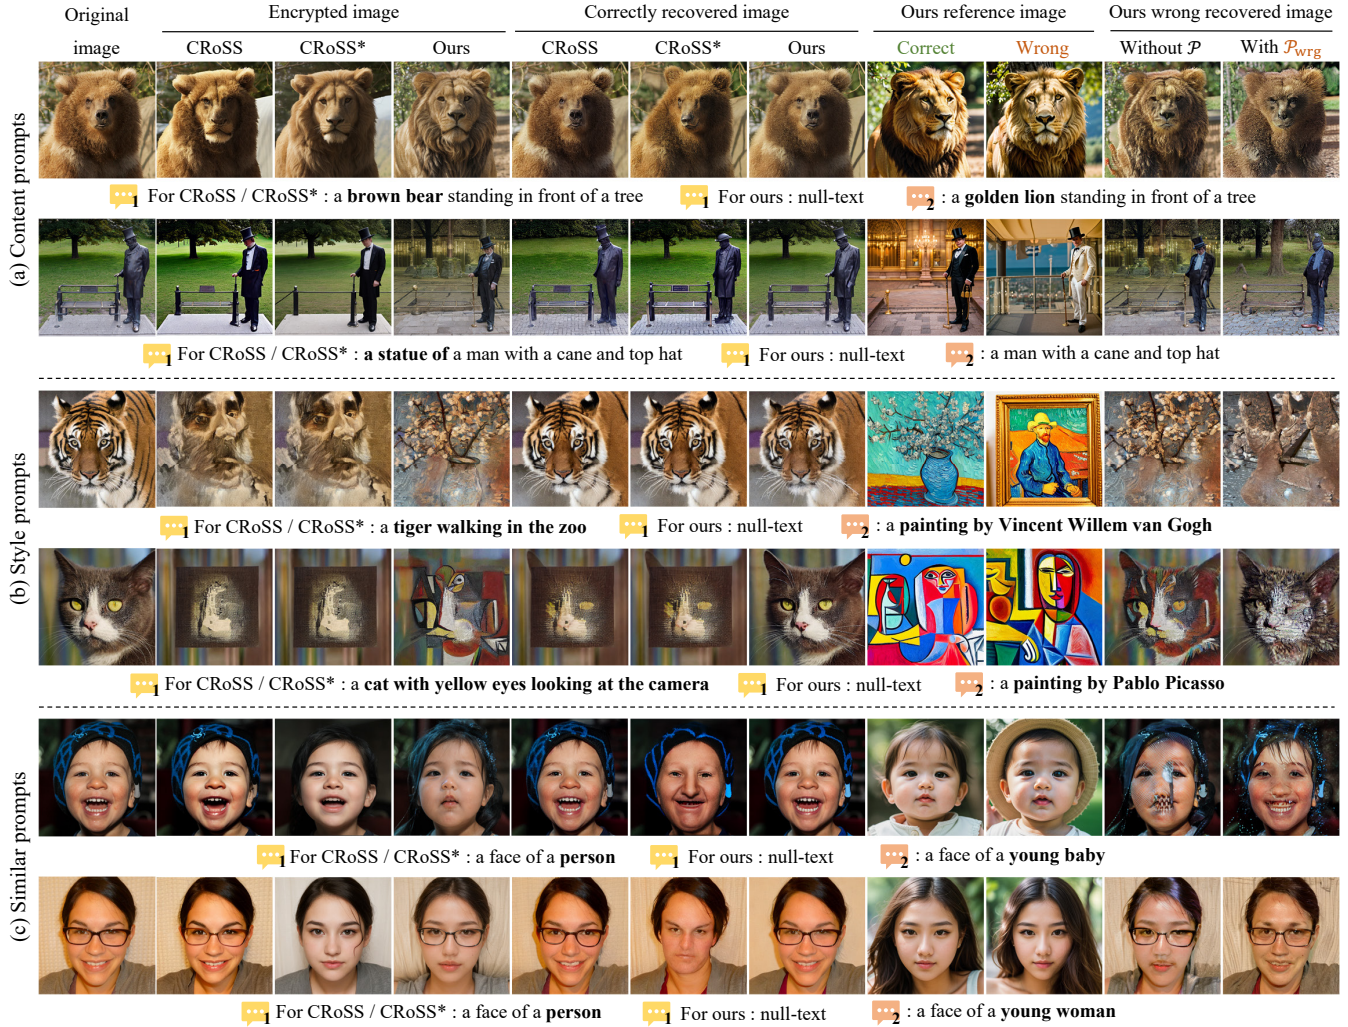 Original image
Encrypted image
Correctly recovered image
Ours reference image
Ours wrong recovered image
CRoSS
CRoSS*
Ours
CRoSS
CRoSS*
Ours
Correct
Wrong
Without 𝒫
With 𝒫wrg
(a) Content prompts
1 For CRoSS / CRoSS* : a brown bear standing in front of a tree
1 For ours : null-text
2 : a golden lion standing in front of a tree
1 For CRoSS / CRoSS* : a statue of a man with a cane and top hat
1 For ours : null-text
2 : a man with a cane and top hat
(b) Style prompts
1 For CRoSS / CRoSS* : a tiger walking in the zoo
1 For ours : null-text
2 : a painting by Vincent Willem van Gogh
1 For CRoSS / CRoSS* : a cat with yellow eyes looking at the camera
1 For ours : null-text
2 : a painting by Pablo Picasso
(c) Similar prompts
1 For CRoSS / CRoSS* : a face of a person
1 For ours : null-text
2 : a face of a young baby
1 For CRoSS / CRoSS* : a face of a person
1 For ours : null-text
2 : a face of a young woman